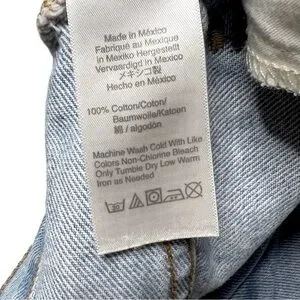 Made in México
Fabriqué au Mexique
in Mexiko Hergestellt
Vervaardigd in Mexico
メキシコ製
Hecho en México
100% Cotton/Coton/
Baumwolle/Katoen
綿 / algodón
Machine Wash Cold With Like
Colors Non-Chlorine Bleach
Only Tumble Dry Low Warm
Iron as Needed